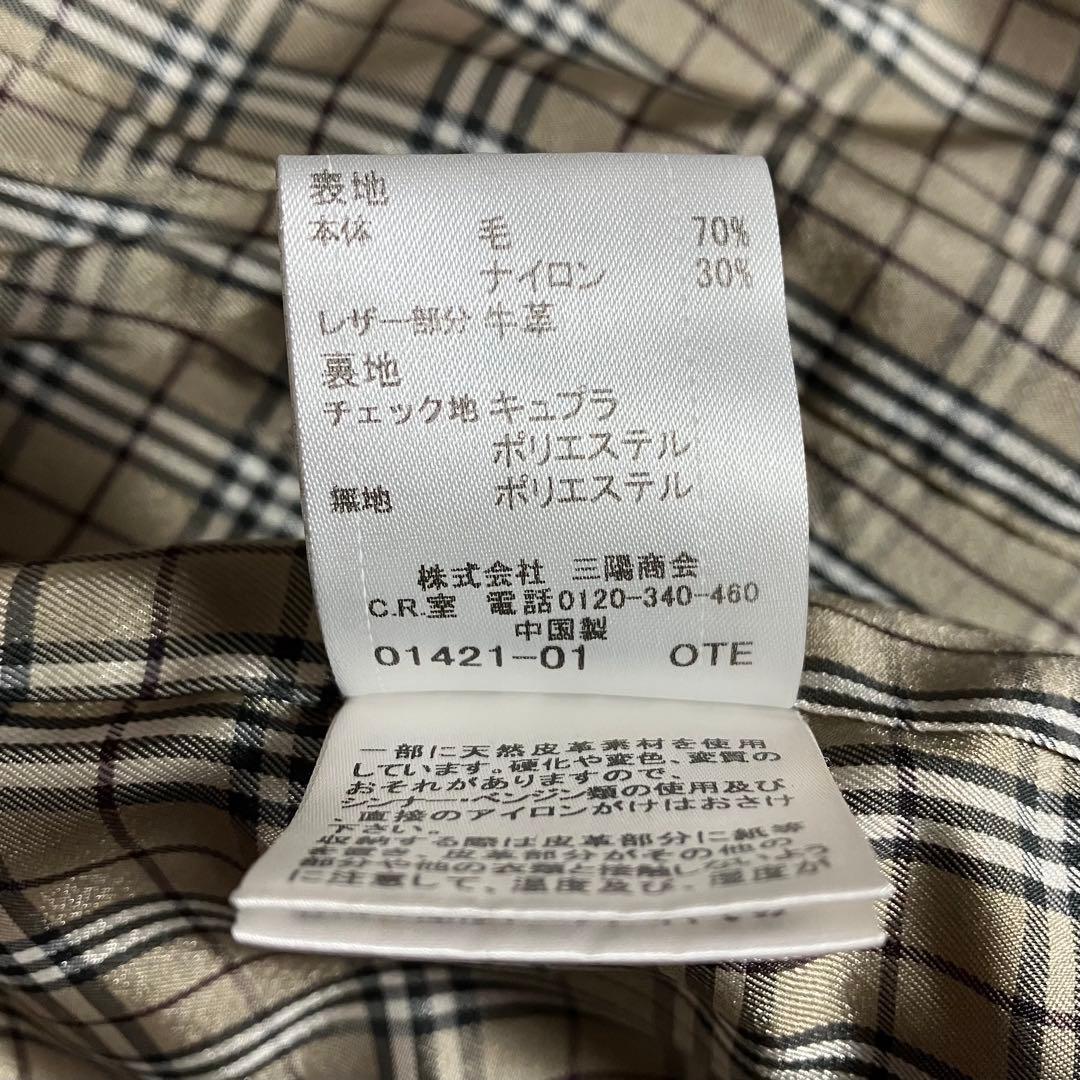 表地
本体 毛 70%
ナイロン 30%
レザー部分 牛革
裏地
チェック地 キュプラ
ポリエステル
無地 ポリエステル
株式会社 三陽商会
C.R.室 電話0120-340-460
中国製
01421-01 OTE
一部に天然皮革素材を使用
しています。硬化や変色、変質の
おそれがありますので、
シンナー・ベンジン類の使用及び
、直接のアイロンがけはおさけ
下さい。
収納する際は皮革部分に紙等
皮革部分がその他の
部分や他の衣類と接触しないよう
に注意して、温度及び、湿度が